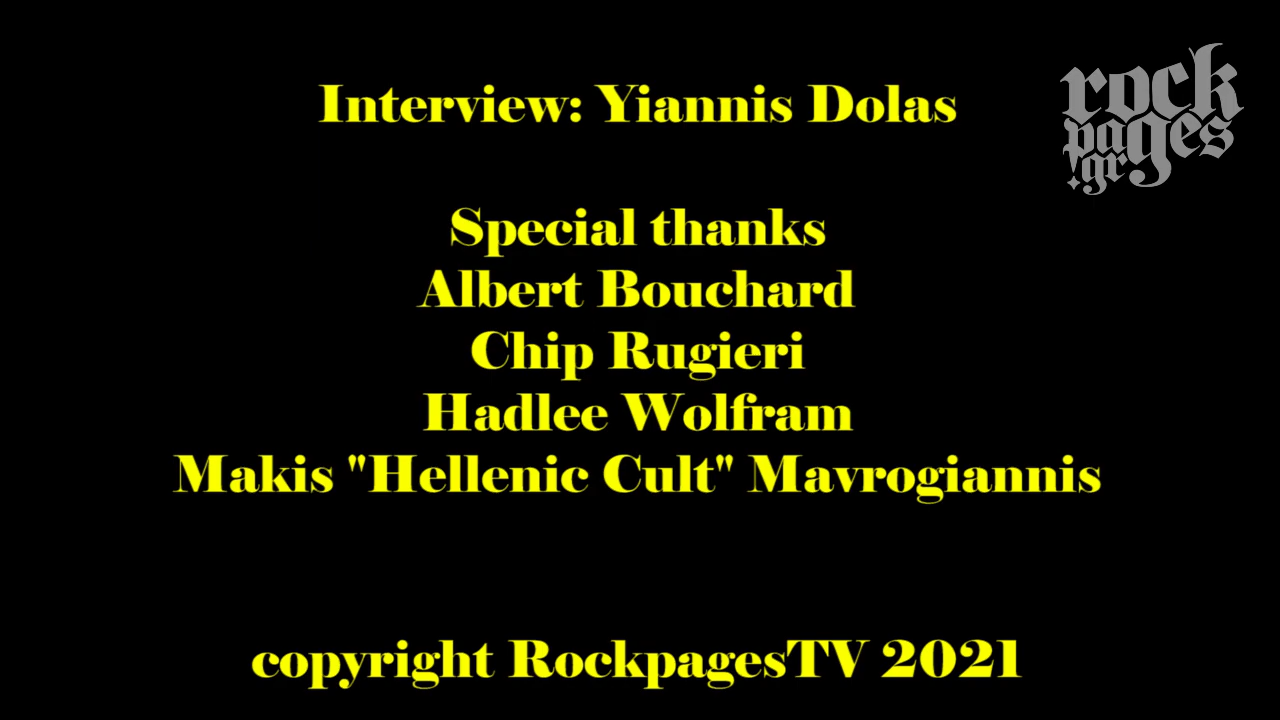 Interview: Yiannis Dolas
rock
pages
.gr
Special thanks
Albert Bouchard
Chip Rugieri
Hadlee Wolfram
Makis "Hellenic Cult" Mavrogiannis
copyright RockpagesTV 2021